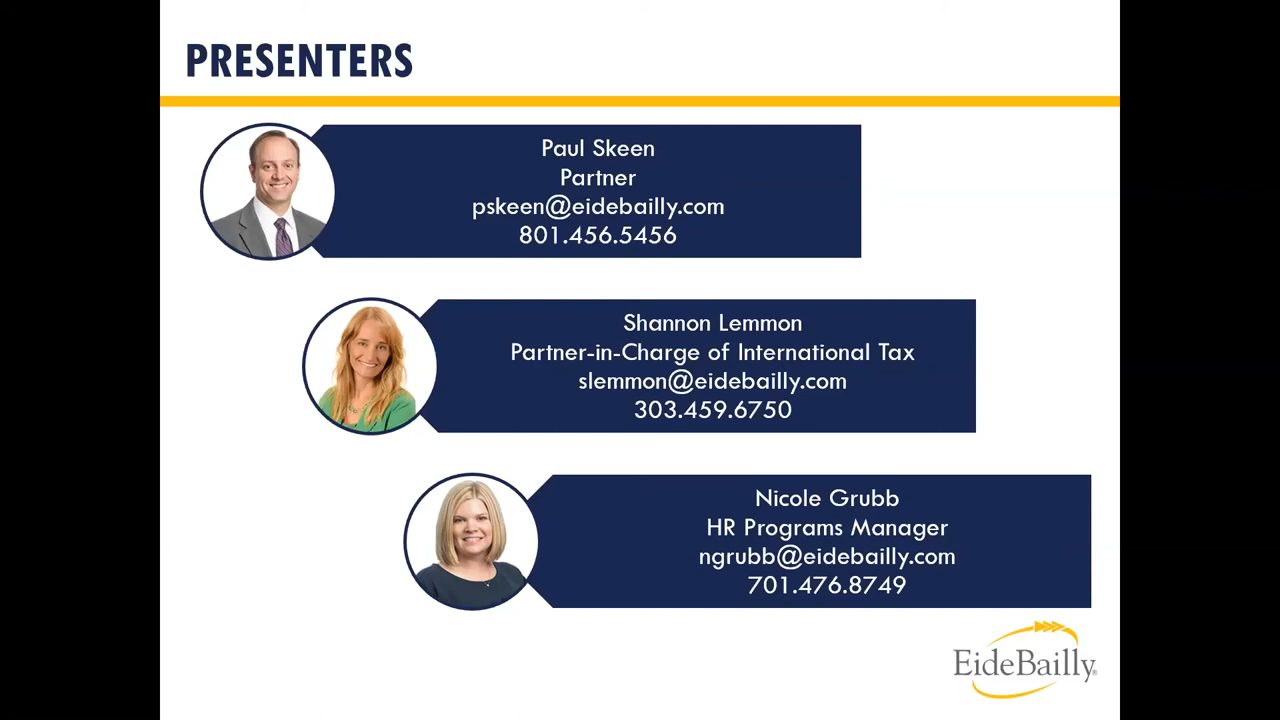 PRESENTERS
Paul Skeen
Partner
pskeen@eidebailly.com
801.456.5456
Shannon Lemmon
Partner-in-Charge of International Tax
slemmon@eidebailly.com
303.459.6750
Nicole Grubb
HR Programs Manager
ngrubb@eidebailly.com
701.476.8749
EideBailly®